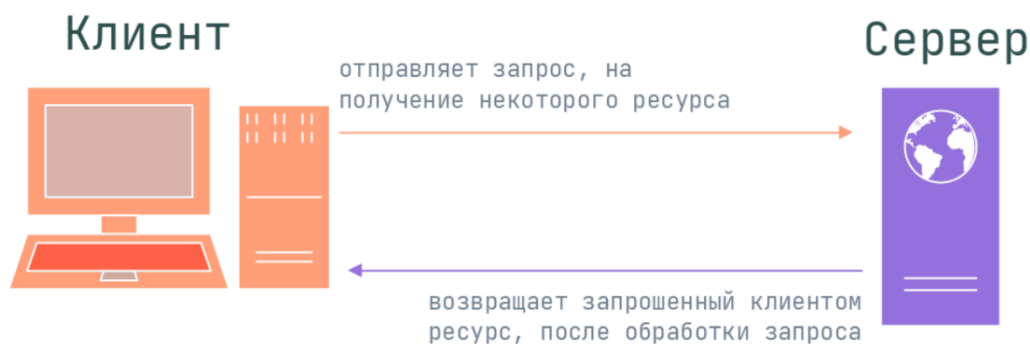 Клиент
Сервер
отправляет запрос, на
получение некоторого ресурса
возвращает запрошенный клиентом
ресурс, после обработки запроса